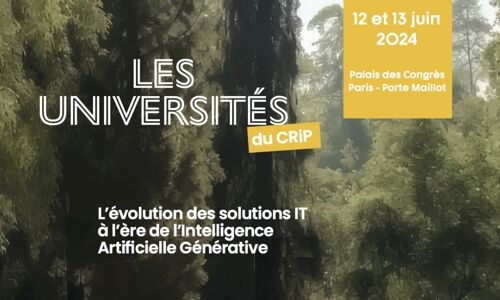 12 et 13 juin
2024
Palais des Congrès
Paris - Porte Maillot
LES
UNIVERSITÉS
du CRiP
L'évolution des solutions IT
à l'ère de l'Intelligence
Artificielle Générative